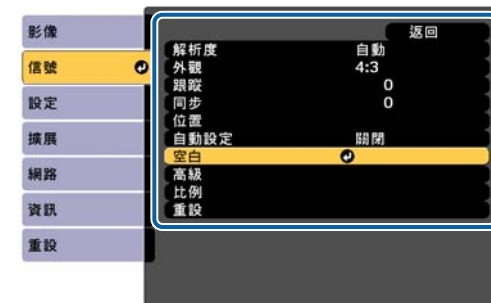 影像
信號
設定
擴展
網路
資訊
重設
返回
解析度 自動
外觀 4:3
跟蹤 0
同步 0
位置
自動設定 關閉
空白
高級
比例
重設